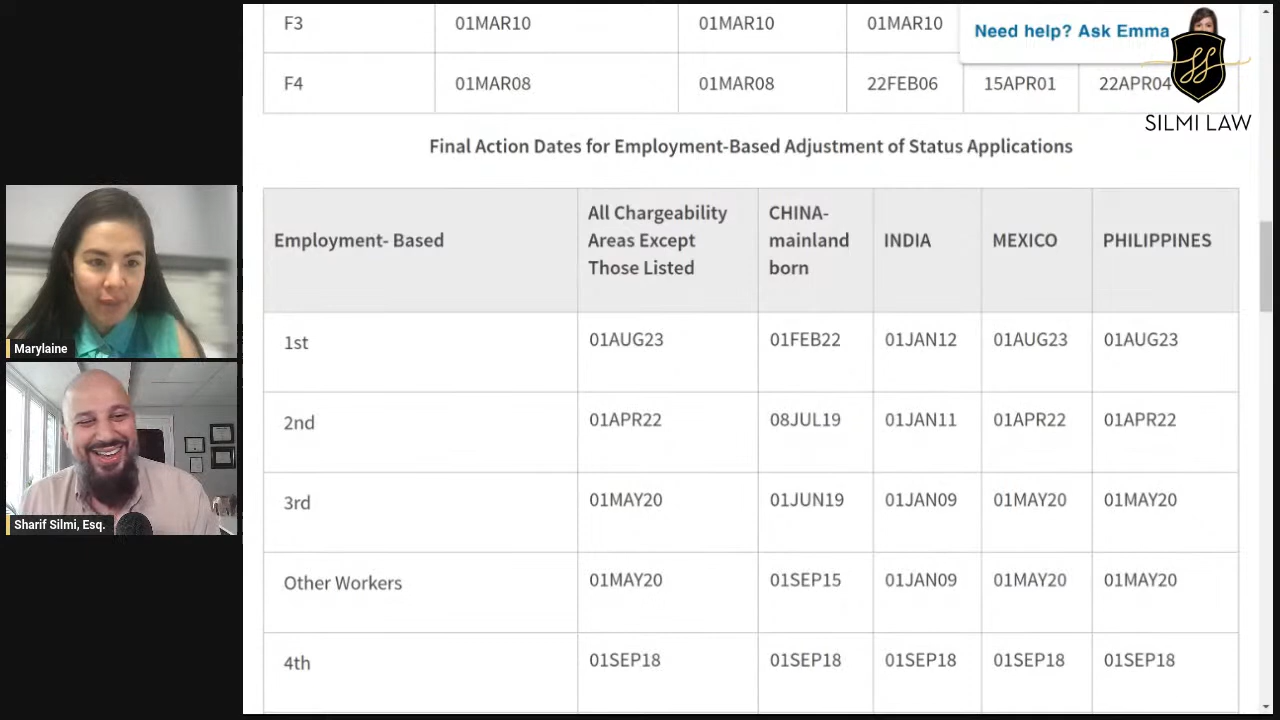 F3 01MAR10 01MAR10 01MAR10
Need help? Ask Emma
F4 01MAR08 01MAR08 22FEB06 15APR01 22APR04
SILMI LAW
Final Action Dates for Employment-Based Adjustment of Status Applications
Employment- Based
All Chargeability
Areas Except
Those Listed
CHINA-
mainland
born
INDIA
MEXICO
PHILIPPINES
1st 01AUG23 01FEB22 01JAN12 01AUG23 01AUG23
2nd 01APR22 08JUL19 01JAN11 01APR22 01APR22
3rd 01MAY20 01JUN19 01JAN09 01MAY20 01MAY20
Other Workers 01MAY20 01SEP15 01JAN09 01MAY20 01MAY20
4th 01SEP18 01SEP18 01SEP18 01SEP18 01SEP18
Marylaine
Sharif Silmi, Esq.